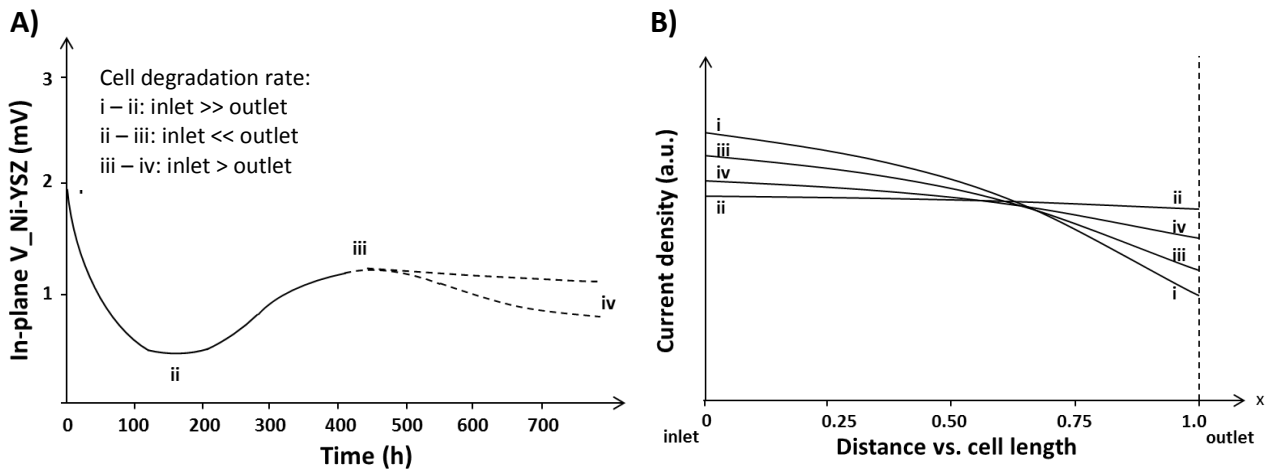 A)
In-plane V_Ni-YSZ (mV)
3
2
1
Cell degradation rate:
i – ii: inlet >> outlet
ii – iii: inlet << outlet
iii – iv: inlet > outlet
iii
iv
ii
0 100 200 300 400 500 600 700
Time (h)
B)
Current density (a.u.)
i
iii
iv
ii
ii
iv
iii
i
x
0 0.25 0.50 0.75 1.0
inlet
outlet
Distance vs. cell length